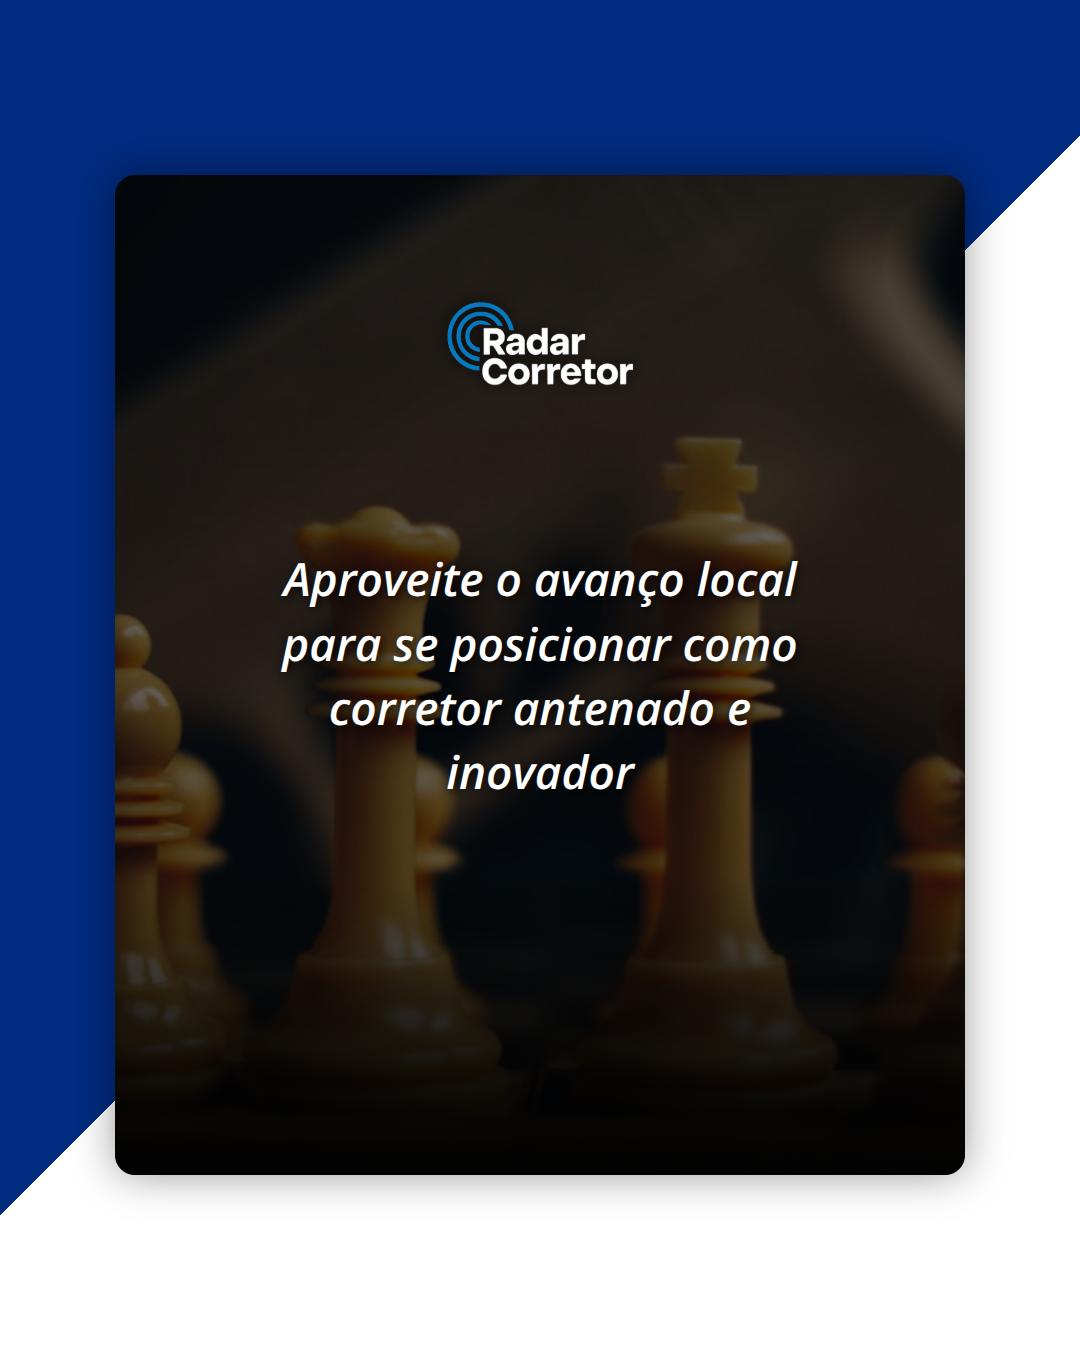 Radar
Corretor
Aproveite o avanço local
para se posicionar como
corretor antenado e
inovador